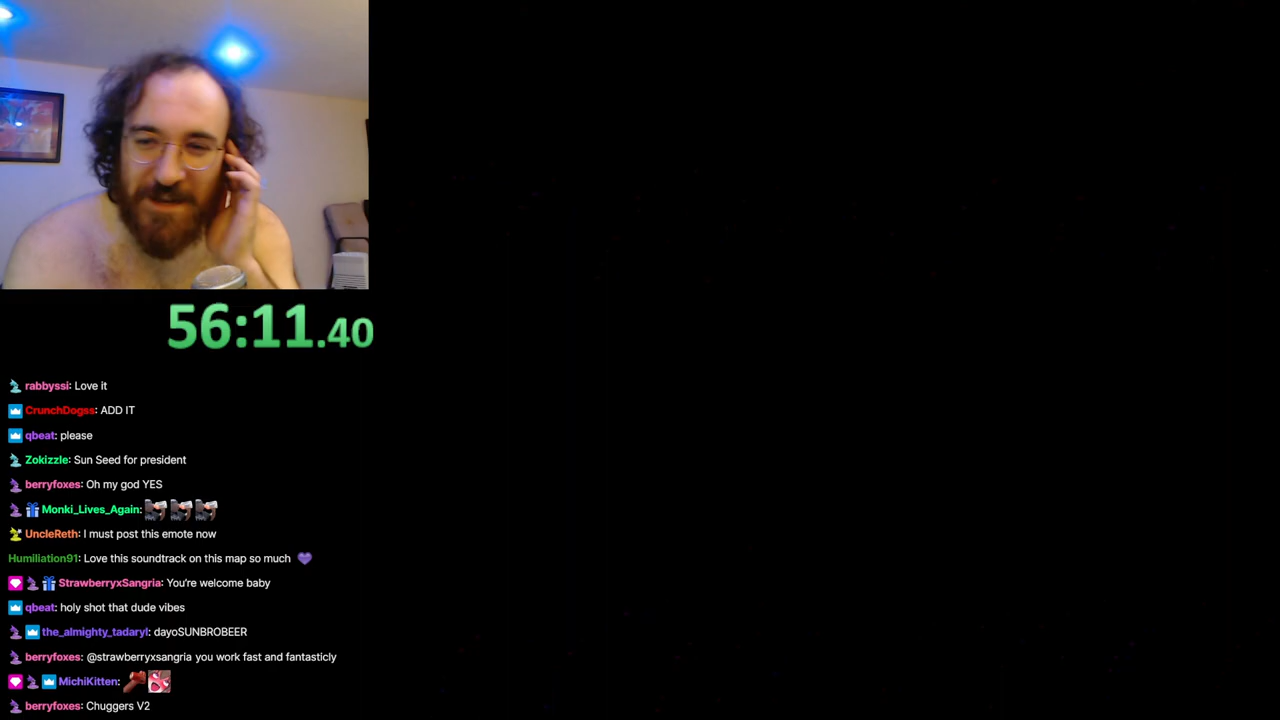 56:11.40
rabbyssi: Love it
CrunchDogss: ADD IT
qbeat: please
Zokizzle: Sun Seed for president
berryfoxes: Oh my god YES
Monki_Lives_Again:
UncleReth: I must post this emote now
Humiliation91: Love this soundtrack on this map so much
StrawberryxSangria: You're welcome baby
qbeat: holy shot that dude vibes
the_almighty_tadaryl: dayoSUNBROBEER
berryfoxes: @strawberryxsangria you work fast and fantasticly
MichiKitten:
berryfoxes: Chuggers V2